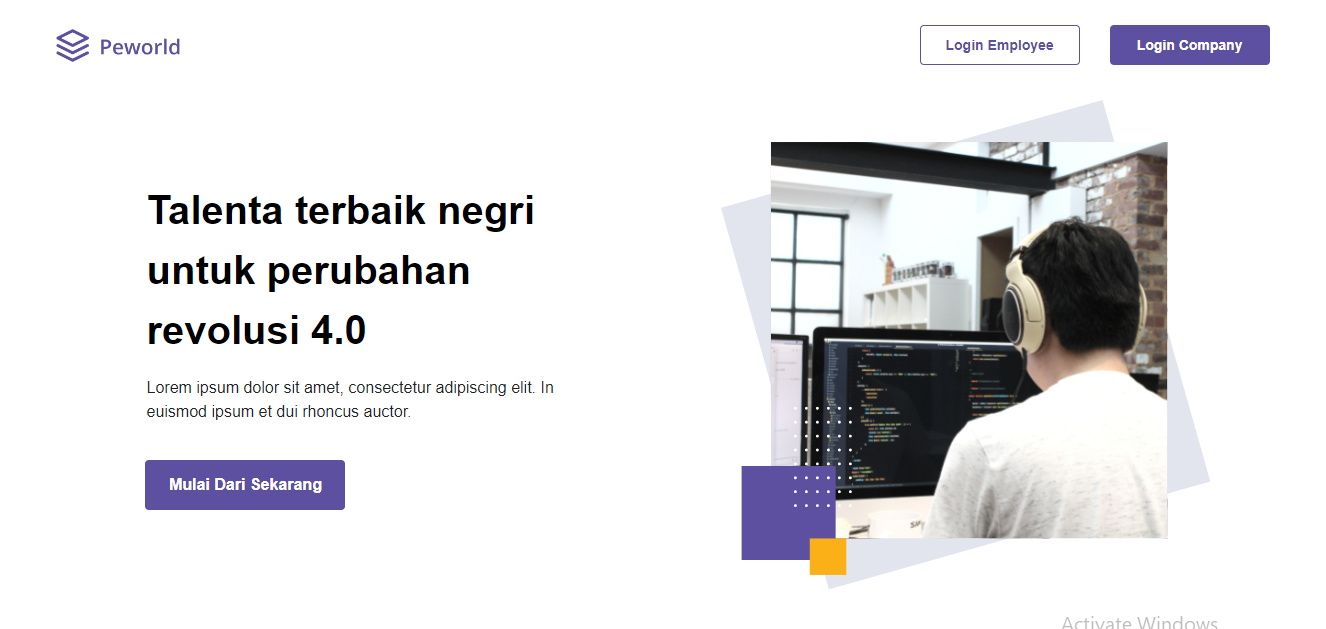 Peworld
Login Employee
Login Company
Talenta terbaik negri
untuk perubahan
revolusi 4.0
Lorem ipsum dolor sit amet, consectetur adipiscing elit. In
euismod ipsum et dui rhoncus auctor.
Mulai Dari Sekarang
Activate Windows